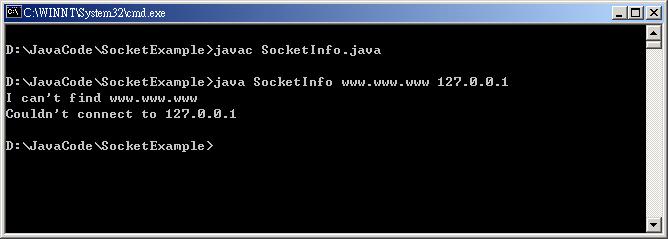 C:\WINNT\System32\cmd.exe
D:\JavaCode\SocketExample>javac SocketInfo.java
D:\JavaCode\SocketExample>java SocketInfo www.www.www 127.0.0.1
I can't find www.www.www
Couldn't connect to 127.0.0.1
D:\JavaCode\SocketExample>